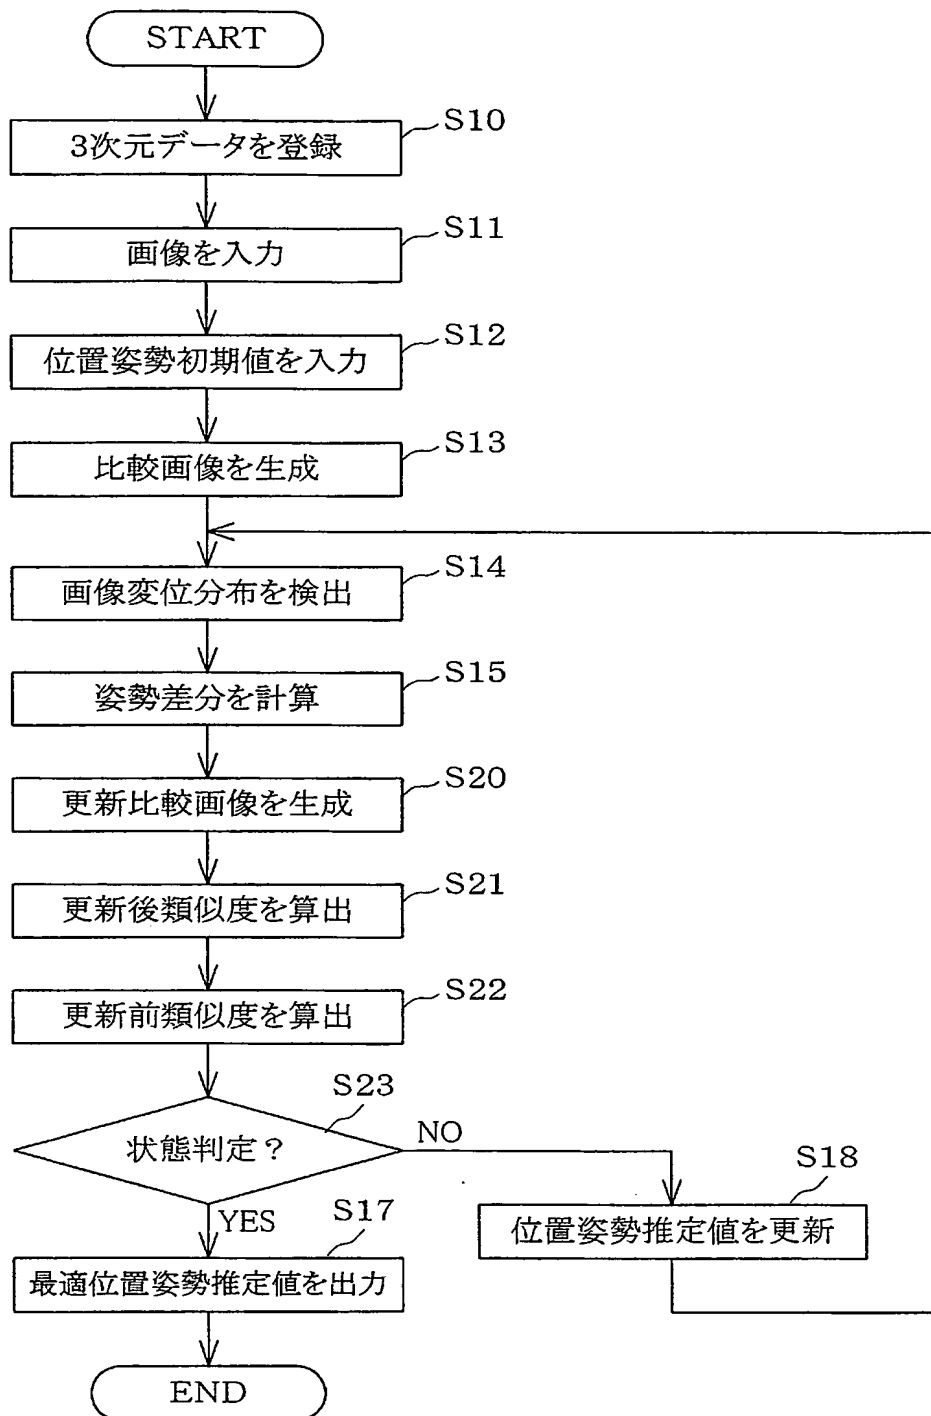 START
S10
3次元データを登録
S11
画像を入力
S12
位置姿勢初期値を入力
S13
比較画像を生成
S14
画像変位分布を検出
S15
姿勢差分を計算
S20
更新比較画像を生成
S21
更新後類似度を算出
S22
更新前類似度を算出
S23
状態判定?
NO
S18
位置姿勢推定値を更新
YES
S17
最適位置姿勢推定値を出力
END